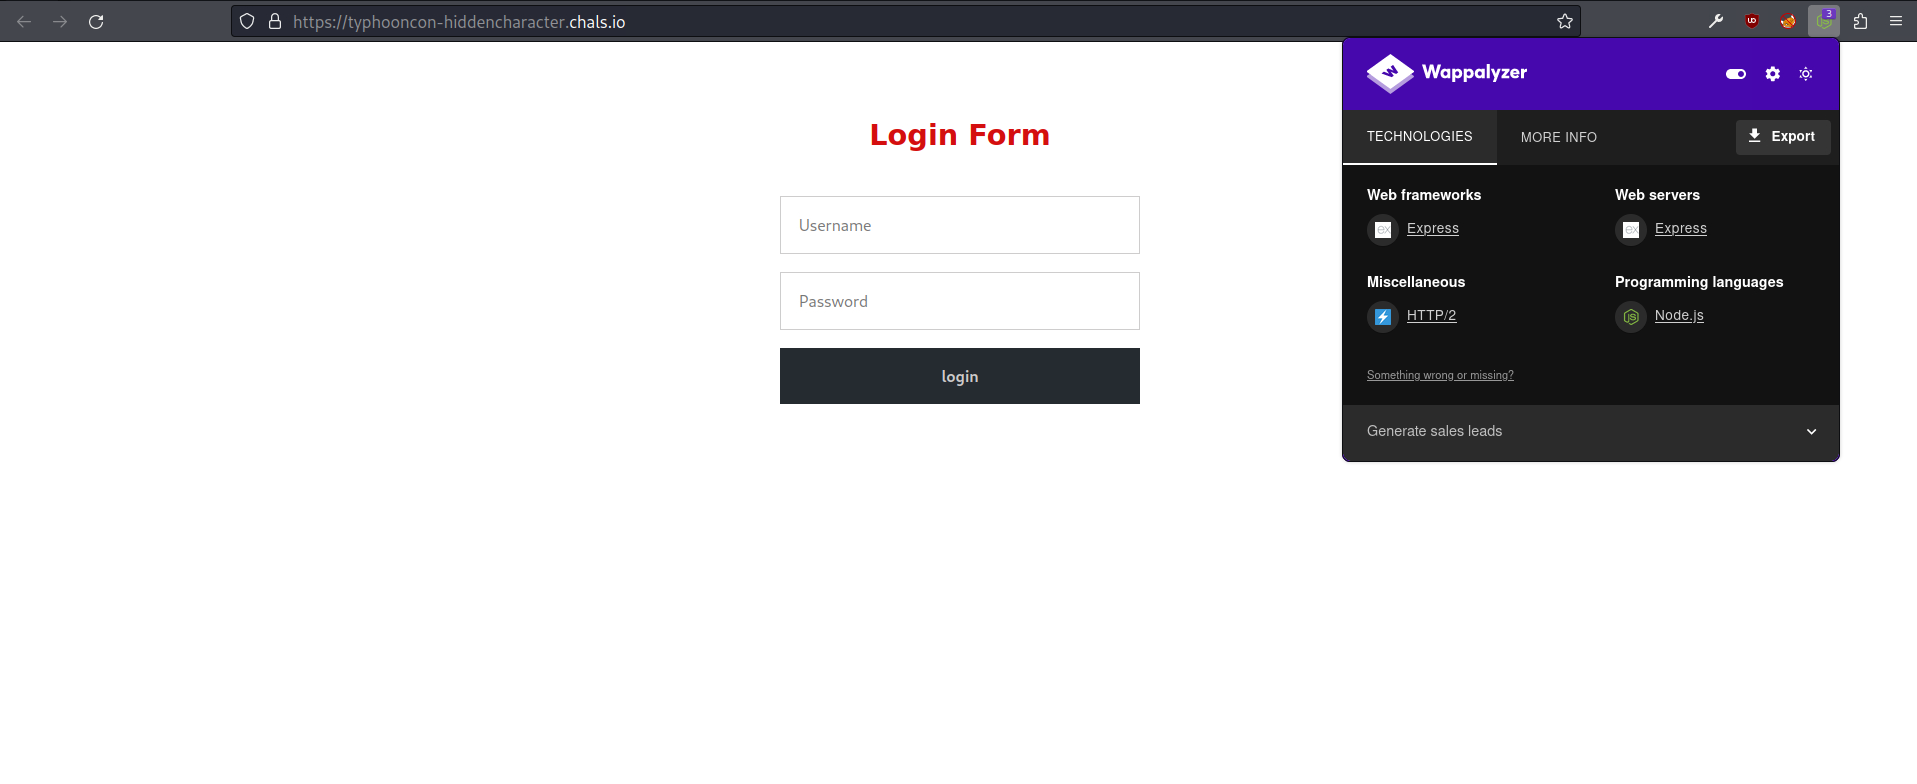 https://typhooncon-hiddencharacter.chals.io
3
Wappalyzer
TECHNOLOGIES MORE INFO Export
Login Form
Username
Password
login
Web frameworks Web servers
Express Express
Miscellaneous Programming languages
HTTP/2 Node.js
Something wrong or missing?
Generate sales leads